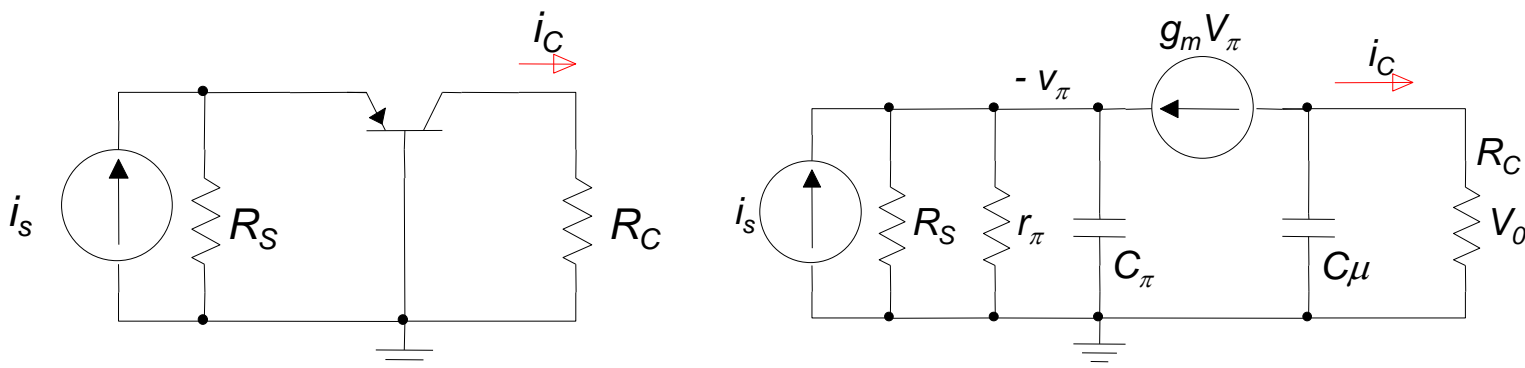 i_C
i_s
R_S
R_C
g_m V_π
- v_π
i_C
i_s
R_S
r_π
C_π
Cμ
R_C
V_0